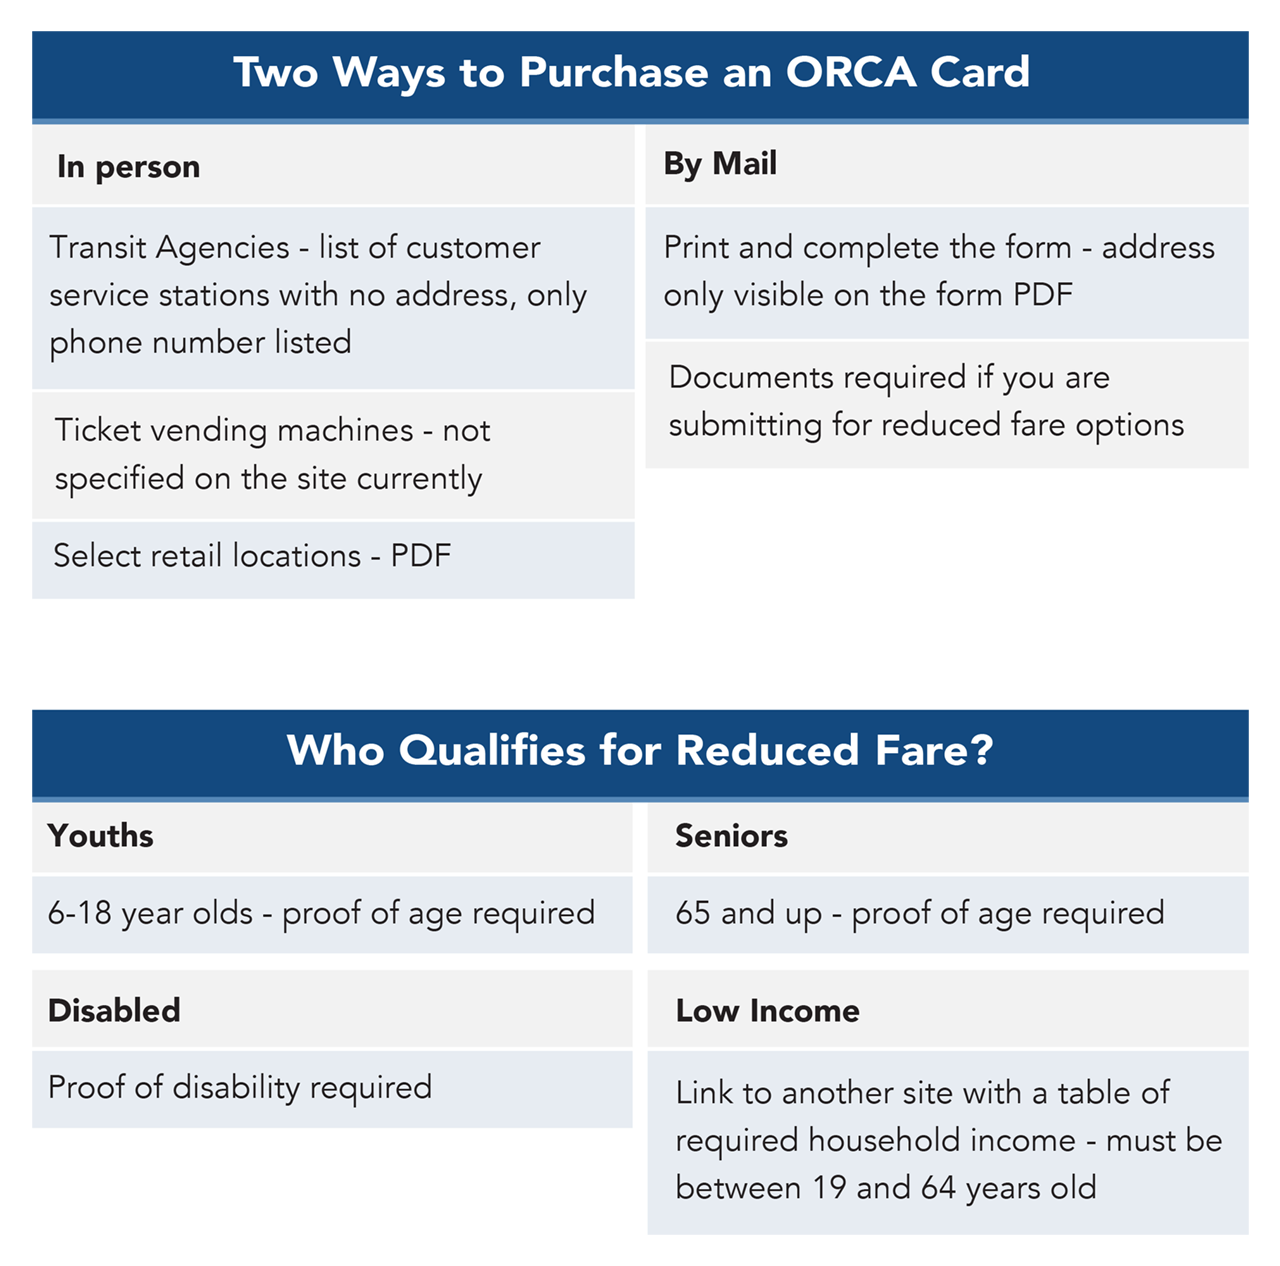 Two Ways to Purchase an ORCA Card
In person
Transit Agencies - list of customer
service stations with no address, only
phone number listed
Ticket vending machines - not
specified on the site currently
Select retail locations - PDF
By Mail
Print and complete the form - address
only visible on the form PDF
Documents required if you are
submitting for reduced fare options
Who Qualifies for Reduced Fare?
Youths
6-18 year olds - proof of age required
Seniors
65 and up - proof of age required
Disabled
Proof of disability required
Low Income
Link to another site with a table of
required household income - must be
between 19 and 64 years old